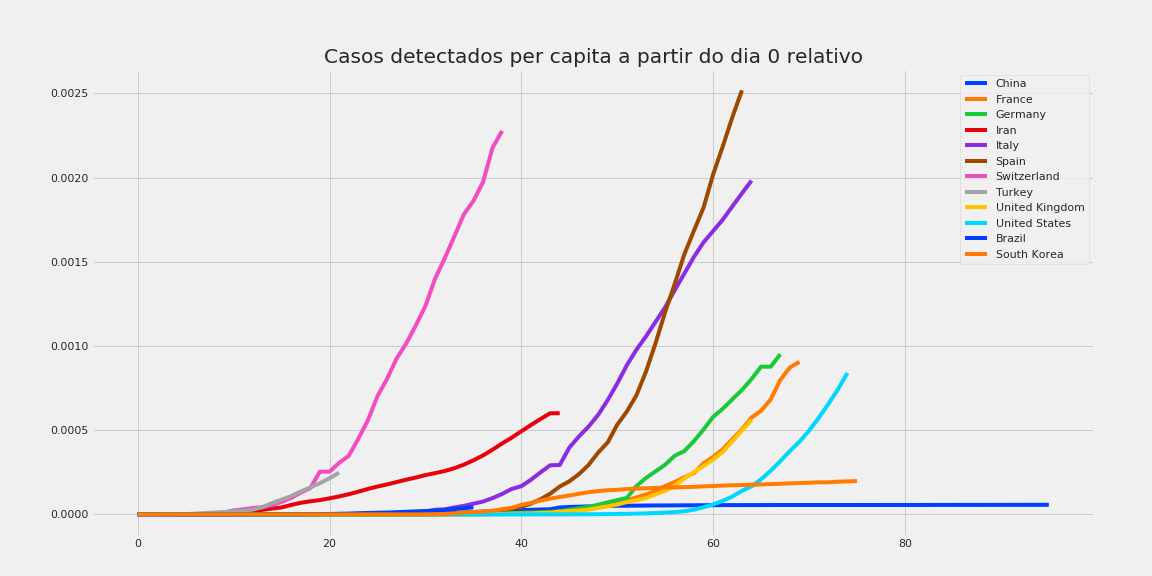 Casos detectados per capita a partir do dia 0 relativo
China
France
Germany
Iran
Italy
Spain
Switzerland
Turkey
United Kingdom
United States
Brazil
South Korea
0.0025
0.0020
0.0015
0.0010
0.0005
0.0000
0 20 40 60 80